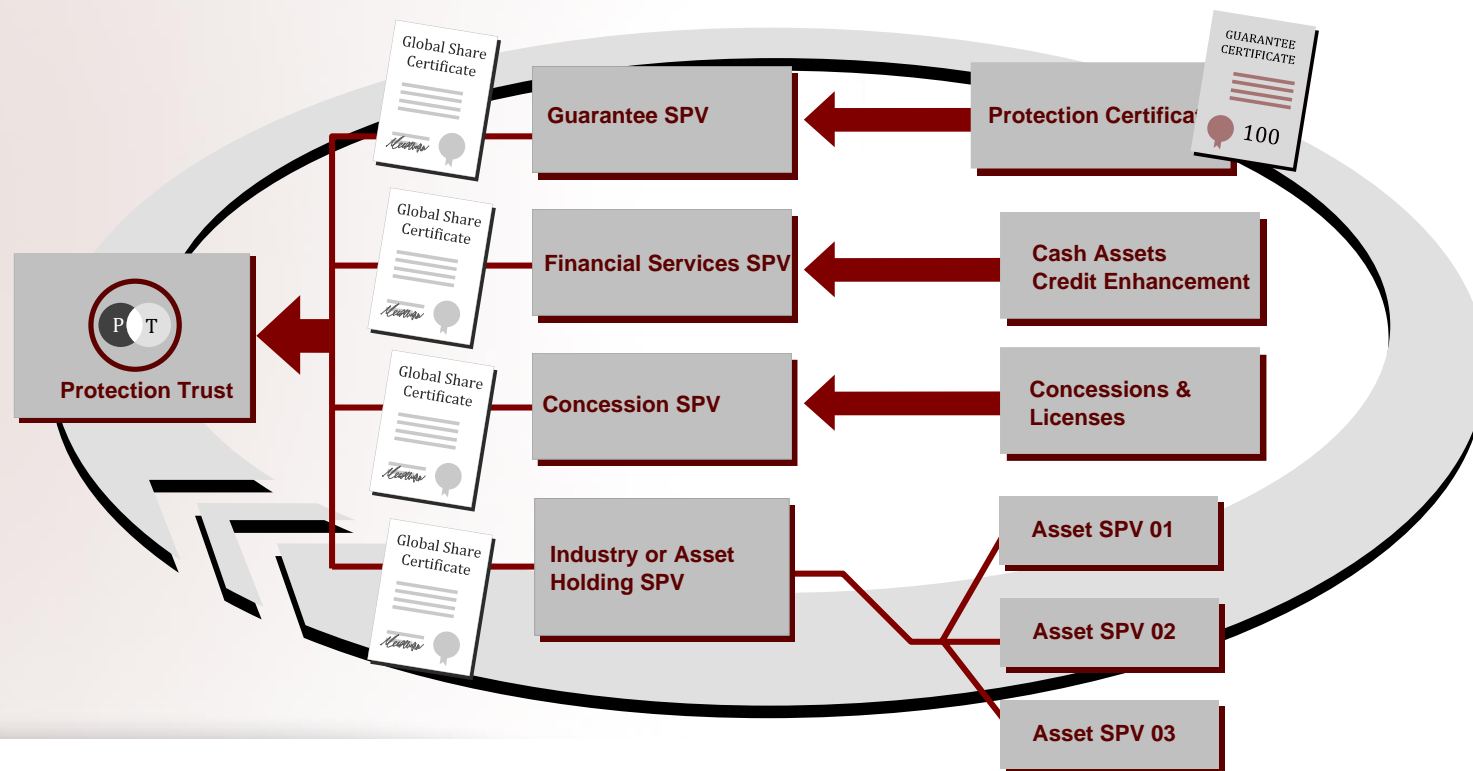 Global Share
Certificate
Guarantee SPV
Protection Certificat
GUARANTEE
CERTIFICATE
100
Global Share
Certificate
Financial Services SPV
Cash Assets
Credit Enhancement
P T
Protection Trust
Global Share
Certificate
Concession SPV
Concessions &
Licenses
Global Share
Certificate
Industry or Asset
Holding SPV
Asset SPV 01
Asset SPV 02
Asset SPV 03